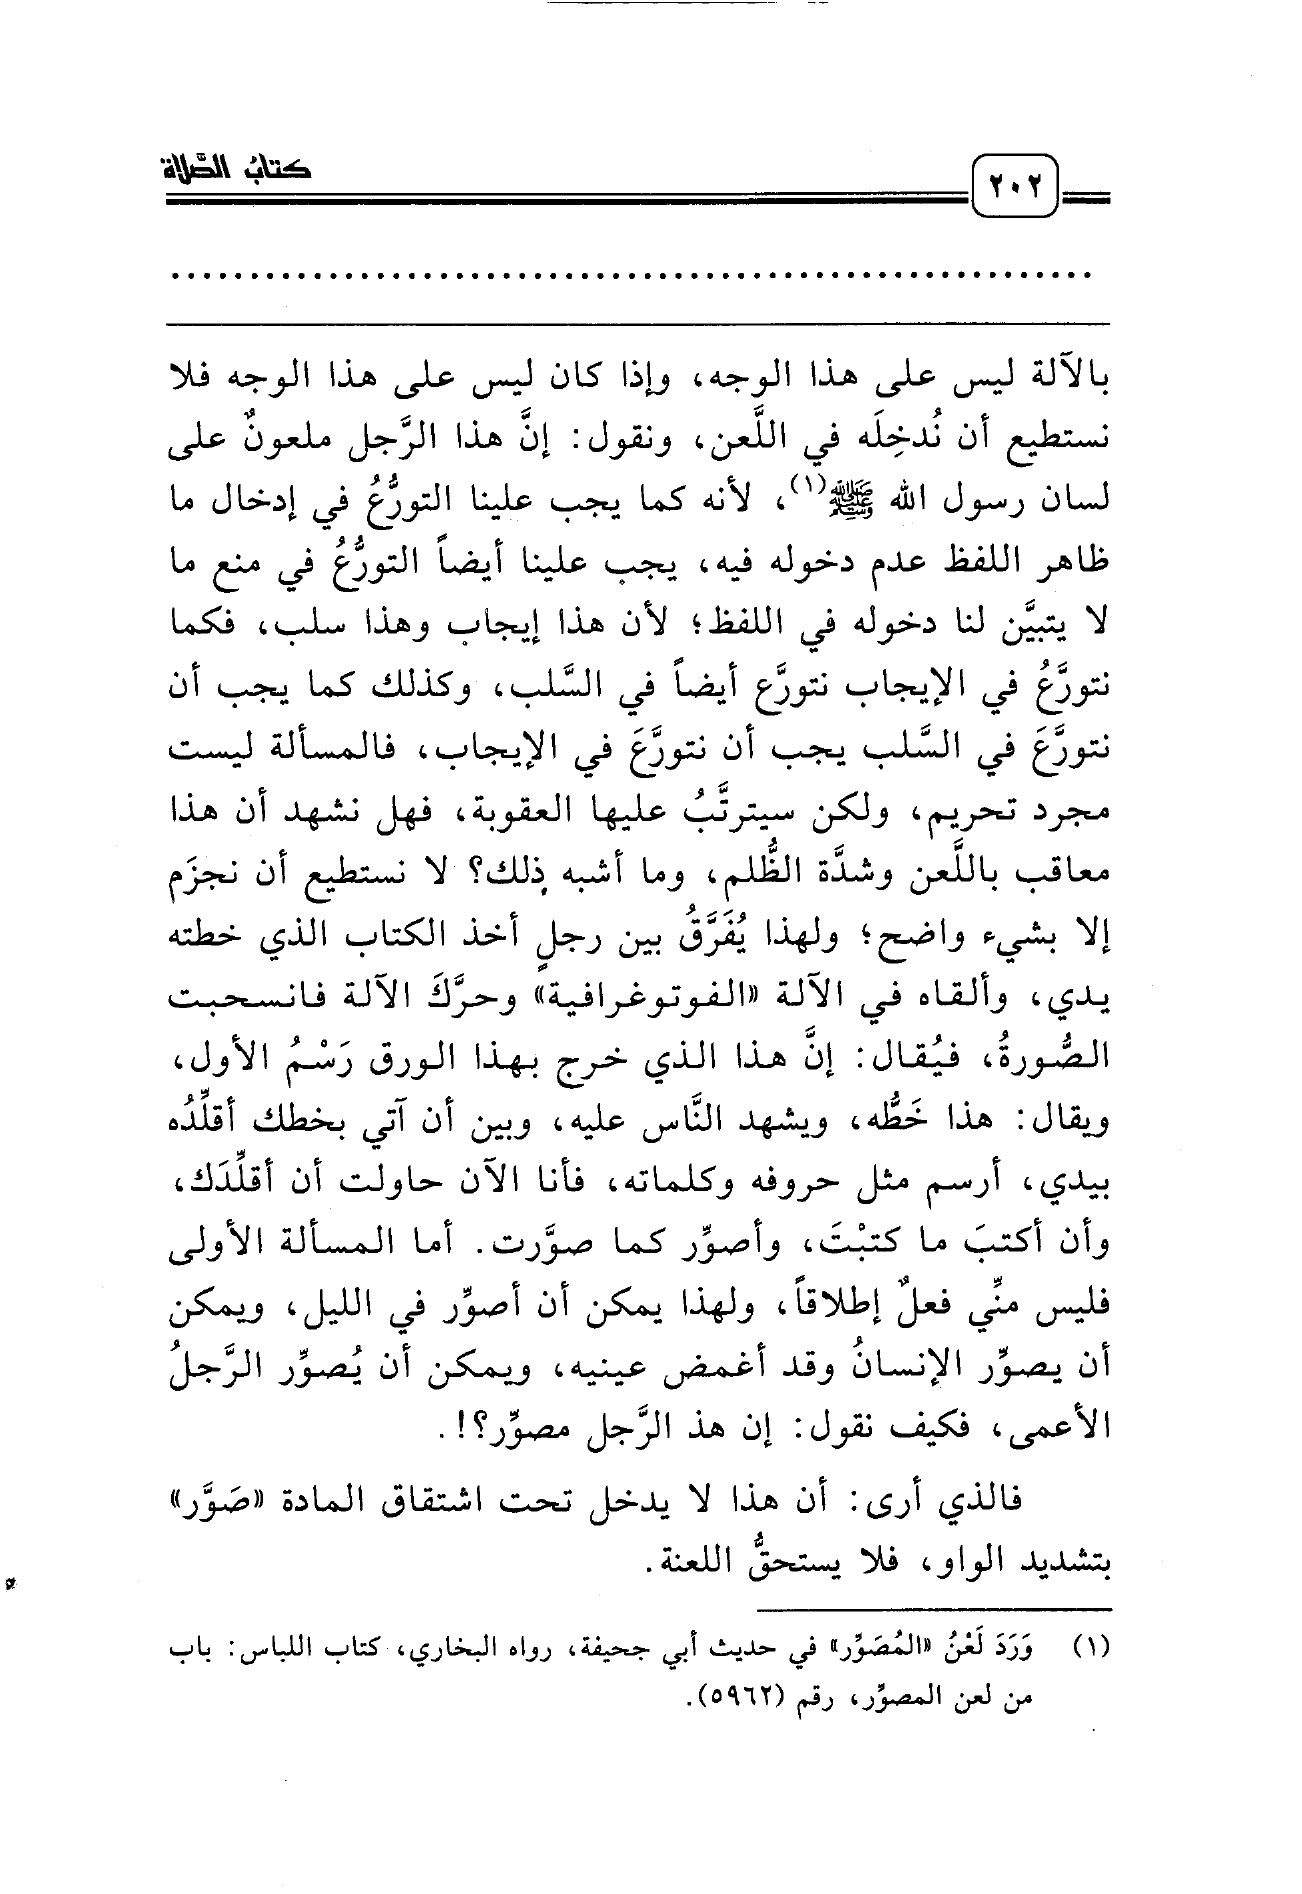 كتاب الصَّلاة
٢٠٢
بالآلة ليس على هذا الوجه، وإذا كان ليس على هذا الوجه فلا
نستطيع أن نُدخِلَه في اللَّعن، ونقول: إنَّ هذا الرَّجل ملعونٌ على
لسان رسول الله ﷺ(١)، لأنه كما يجب علينا التورُّعُ في إدخال ما
ظاهر اللفظ عدم دخوله فيه، يجب علينا أيضاً التورُّعُ في منع ما
لا يتبيَّن لنا دخوله في اللفظ؛ لأن هذا إيجاب وهذا سلب، فكما
نتورَّعُ في الإيجاب نتورَّع أيضاً في السَّلب، وكذلك كما يجب أن
نتورَّعَ في السَّلب يجب أن نتورَّعَ في الإيجاب، فالمسألة ليست
مجرد تحريم، ولكن سيترتَّبُ عليها العقوبة، فهل نشهد أن هذا
معاقب باللَّعن وشدَّة الظُّلم، وما أشبه ذلك؟ لا نستطيع أن نجزم
إلا بشيء واضح؛ ولهذا يُفَرَّقُ بين رجلٍ أخذ الكتاب الذي خطته
يدي، وألقاه في الآلة «الفوتوغرافية» وحرَّكَ الآلة فانسحبت
الصُّورةُ، فيُقال: إنَّ هذا الذي خرج بهذا الورق رَسْمُ الأول،
ويقال: هذا خَطُّه، ويشهد النَّاس عليه، وبين أن آتي بخطك أقلِّدُه
بيدي، أرسم مثل حروفه وكلماته، فأنا الآن حاولت أن أقلِّدَك،
وأن أكتبَ ما كتبْتَ، وأصوِّر كما صوَّرت. أما المسألة الأولى
فليس منِّي فعلٌ إطلاقاً، ولهذا يمكن أن أصوِّر في الليل، ويمكن
أن يصوِّر الإنسانُ وقد أغمض عينيه، ويمكن أن يُصوِّر الرَّجلُ
الأعمى، فكيف نقول: إن هذ الرَّجل مصوِّر؟!.
فالذي أرى: أن هذا لا يدخل تحت اشتقاق المادة «صَوَّر»
بتشديد الواو، فلا يستحقُّ اللعنة.
(١) وَرَدَ لَعْنُ «المُصَوِّر» في حديث أبي جحيفة، رواه البخاري، كتاب اللباس: باب
من لعن المصوِّر، رقم (٥٩٦٢).